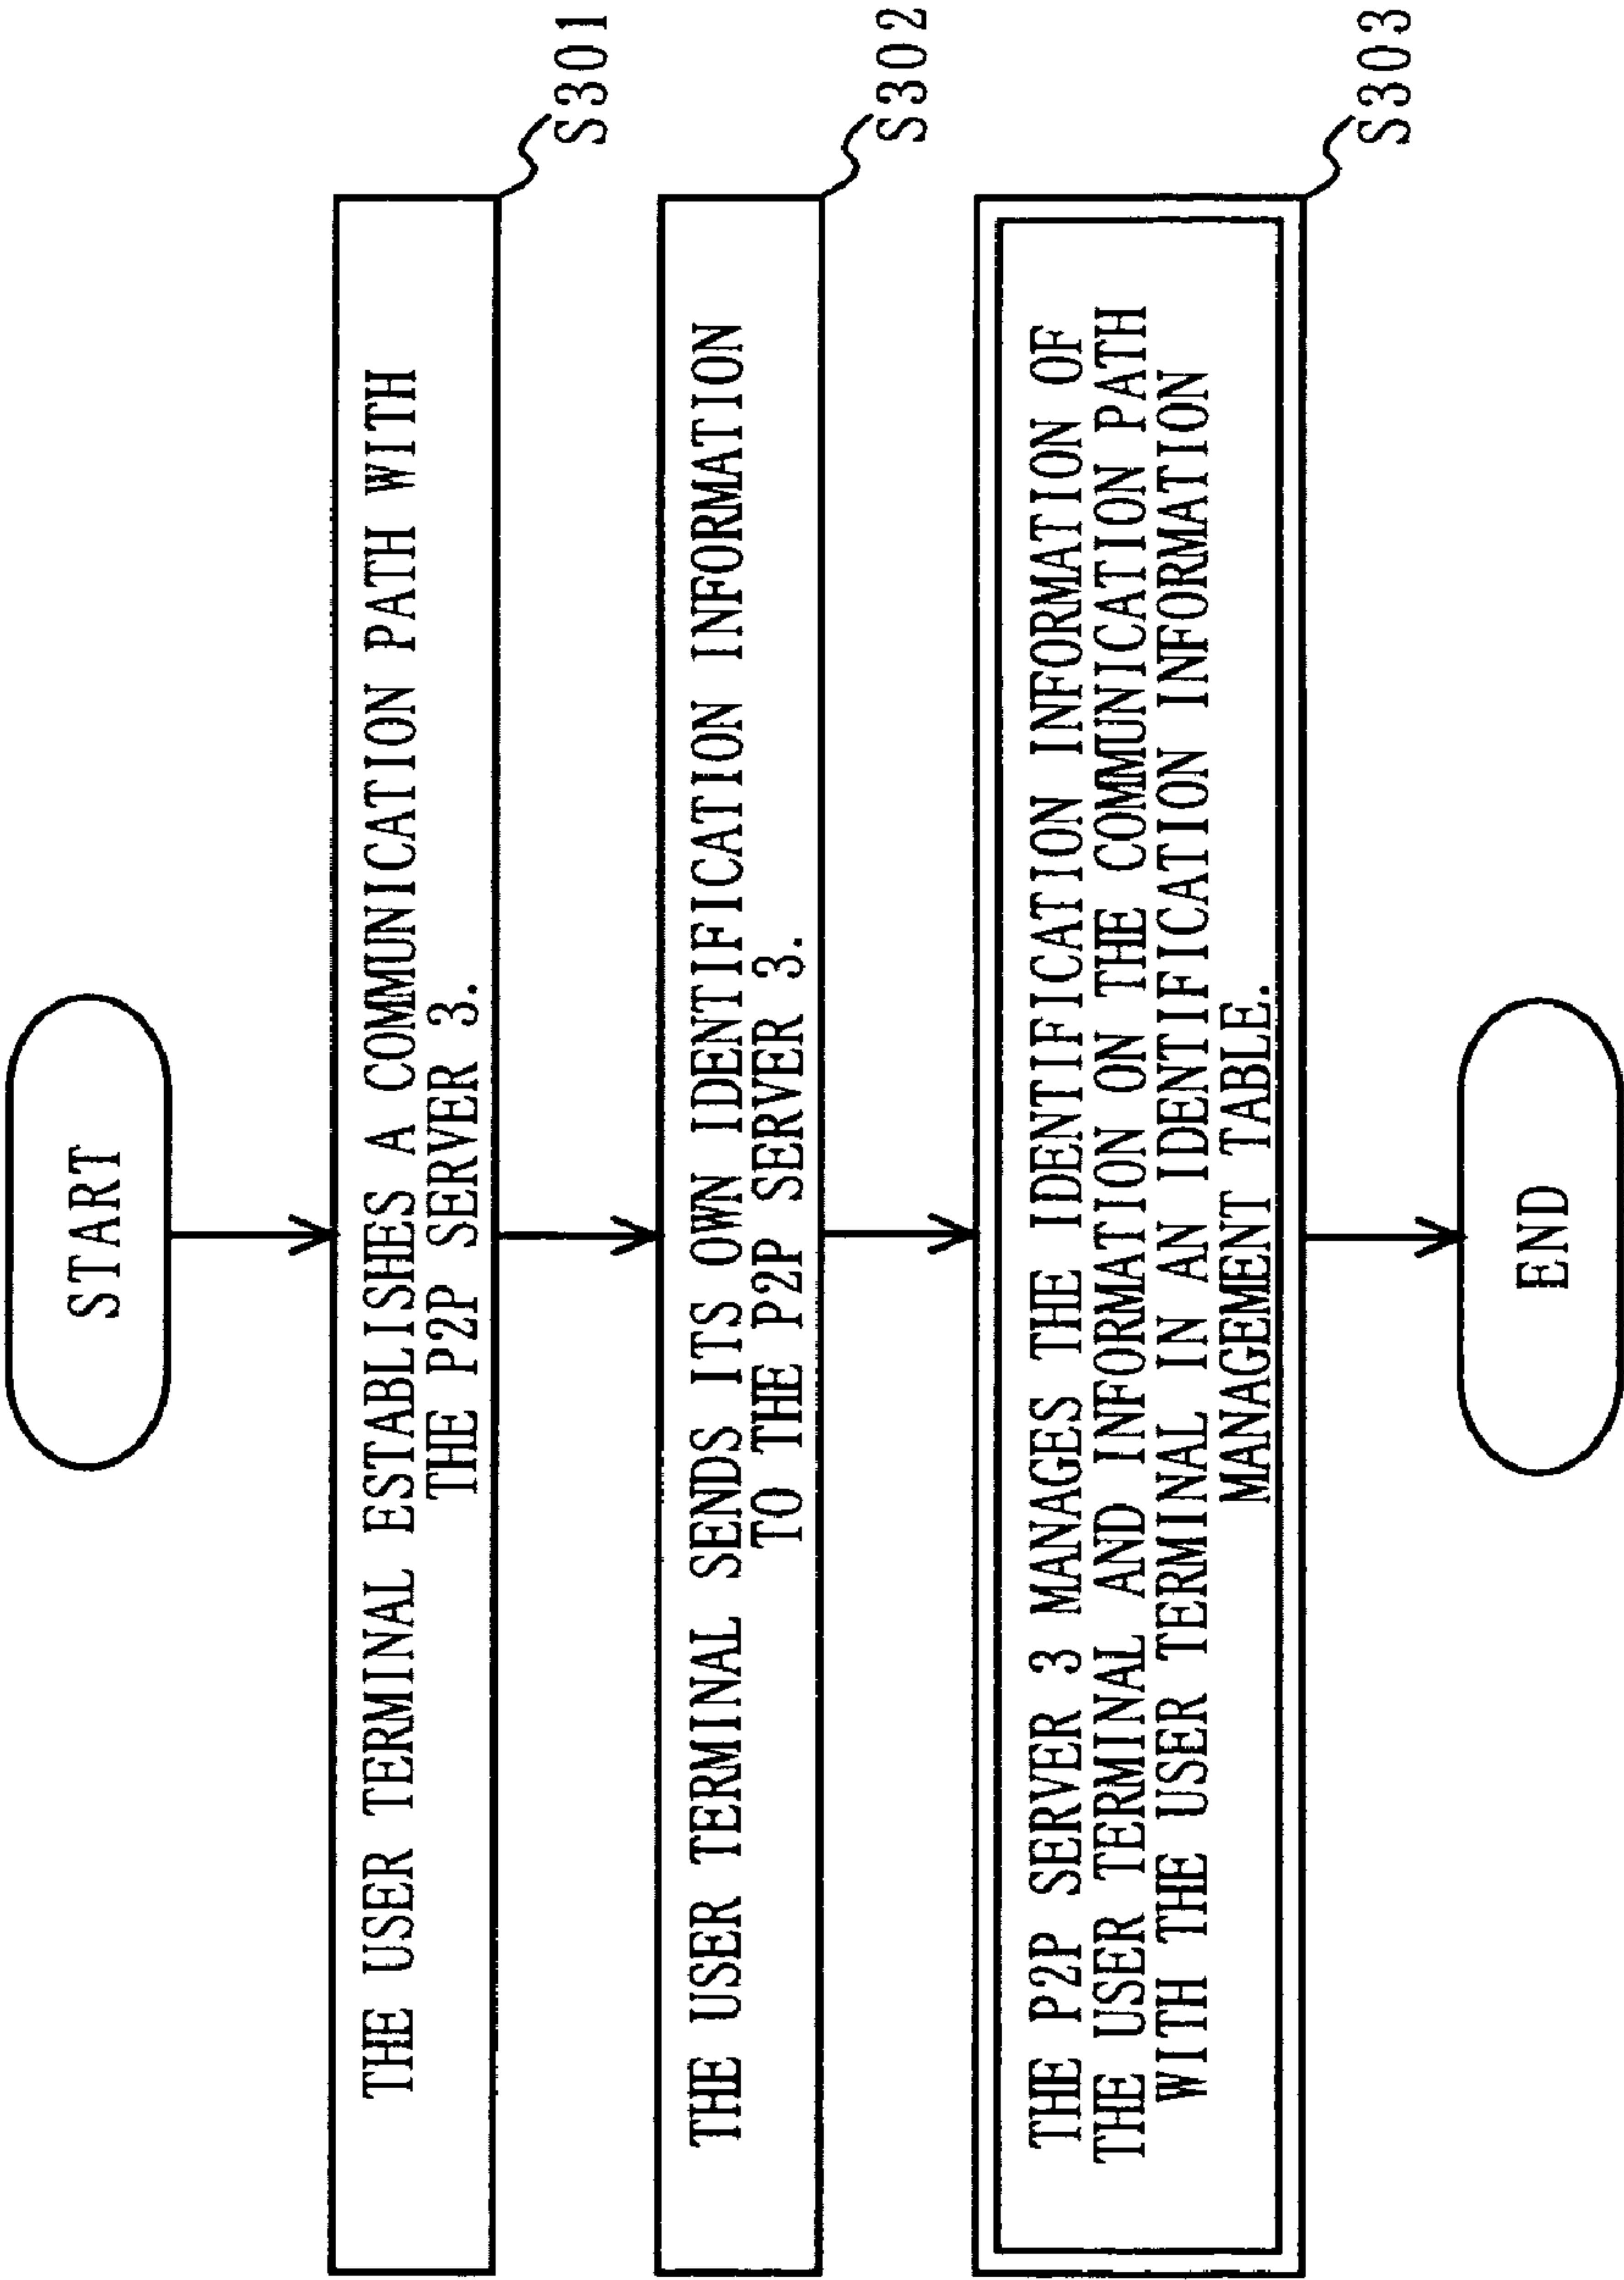 START
THE USER TERMINAL ESTABLISHES A COMMUNICATION PATH WITH
THE P2P SERVER 3.
S301
THE USER TERMINAL SENDS ITS OWN IDENTIFICATION INFORMATION
TO THE P2P SERVER 3.
S302
THE P2P SERVER 3 MANAGES THE IDENTIFICATION INFORMATION OF
THE USER TERMINAL AND INFORMATION ON THE COMMUNICATION PATH
WITH THE USER TERMINAL IN AN IDENTIFICATION INFORMATION
MANAGEMENT TABLE.
S303
END